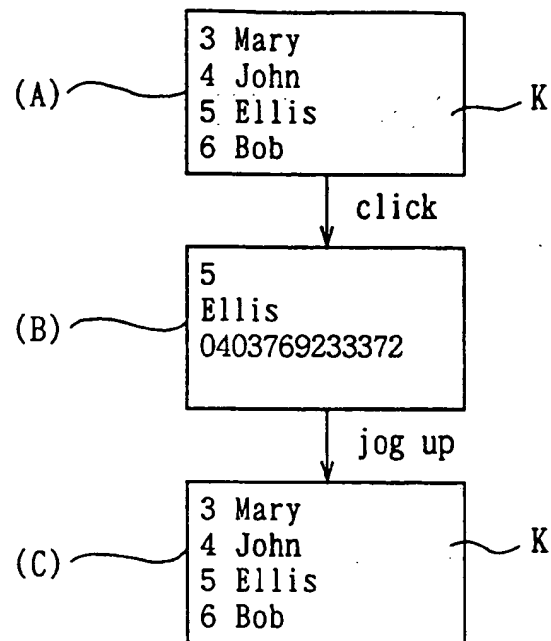 3 Mary
4 John
(A)
K
5 Ellis
6 Bob
click
5
Ellis
(B)
0403769233372
jog up
3 Mary
4 John
K
(C)
5 Ellis
6 Bob